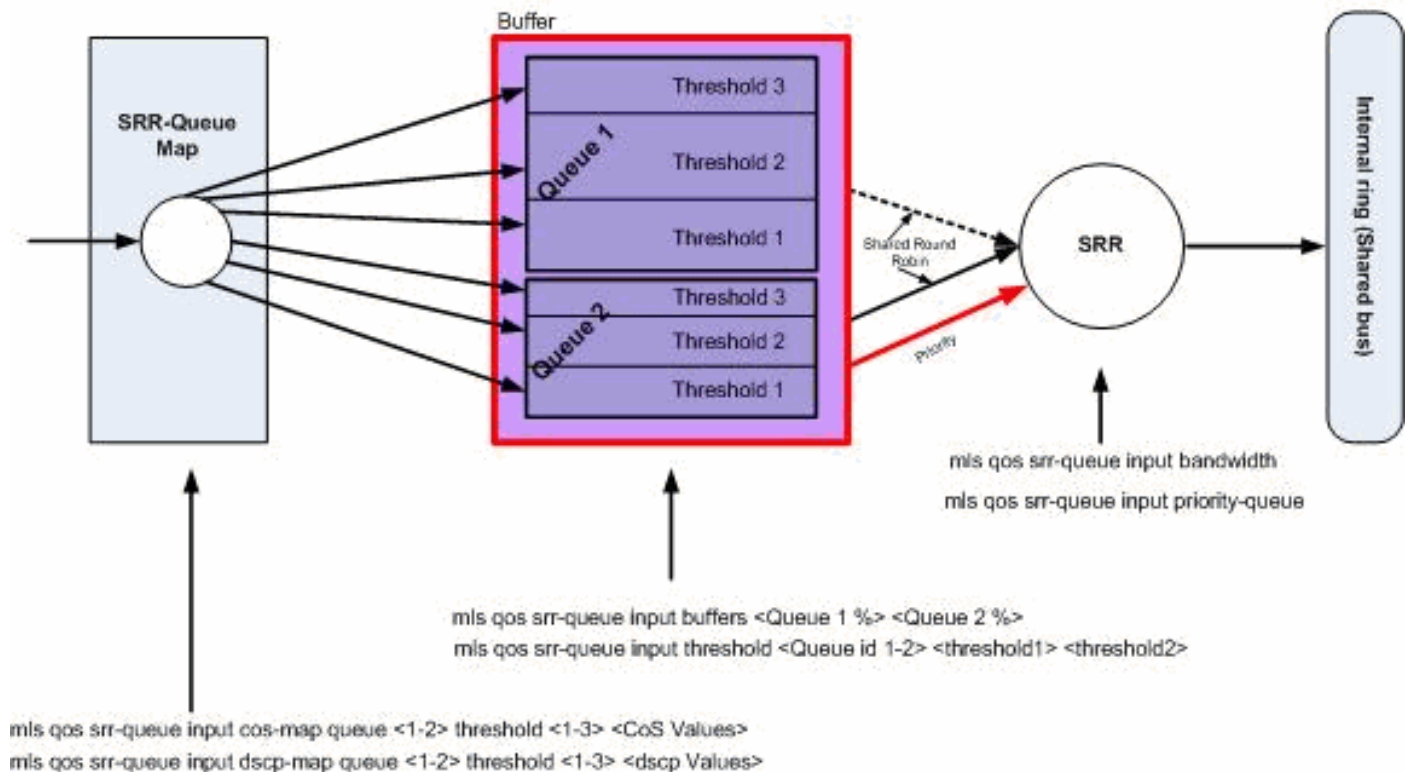 Buffer
SRR-Queue
Map
Queue 1
Threshold 3
Threshold 2
Threshold 1
Queue 2
Threshold 3
Threshold 2
Threshold 1
Shared Round
Robin
Priority
SRR
Internal ring (Shared bus)
mls qos srr-queue input bandwidth
mls qos srr-queue input priority-queue
mls qos srr-queue input buffers <Queue 1 %> <Queue 2 %>
mls qos srr-queue input threshold <Queue id 1-2> <threshold1> <threshold2>
mls qos srr-queue input cos-map queue <1-2> threshold <1-3> <CoS Values>
mls qos srr-queue input dscp-map queue <1-2> threshold <1-3> <dscp Values>